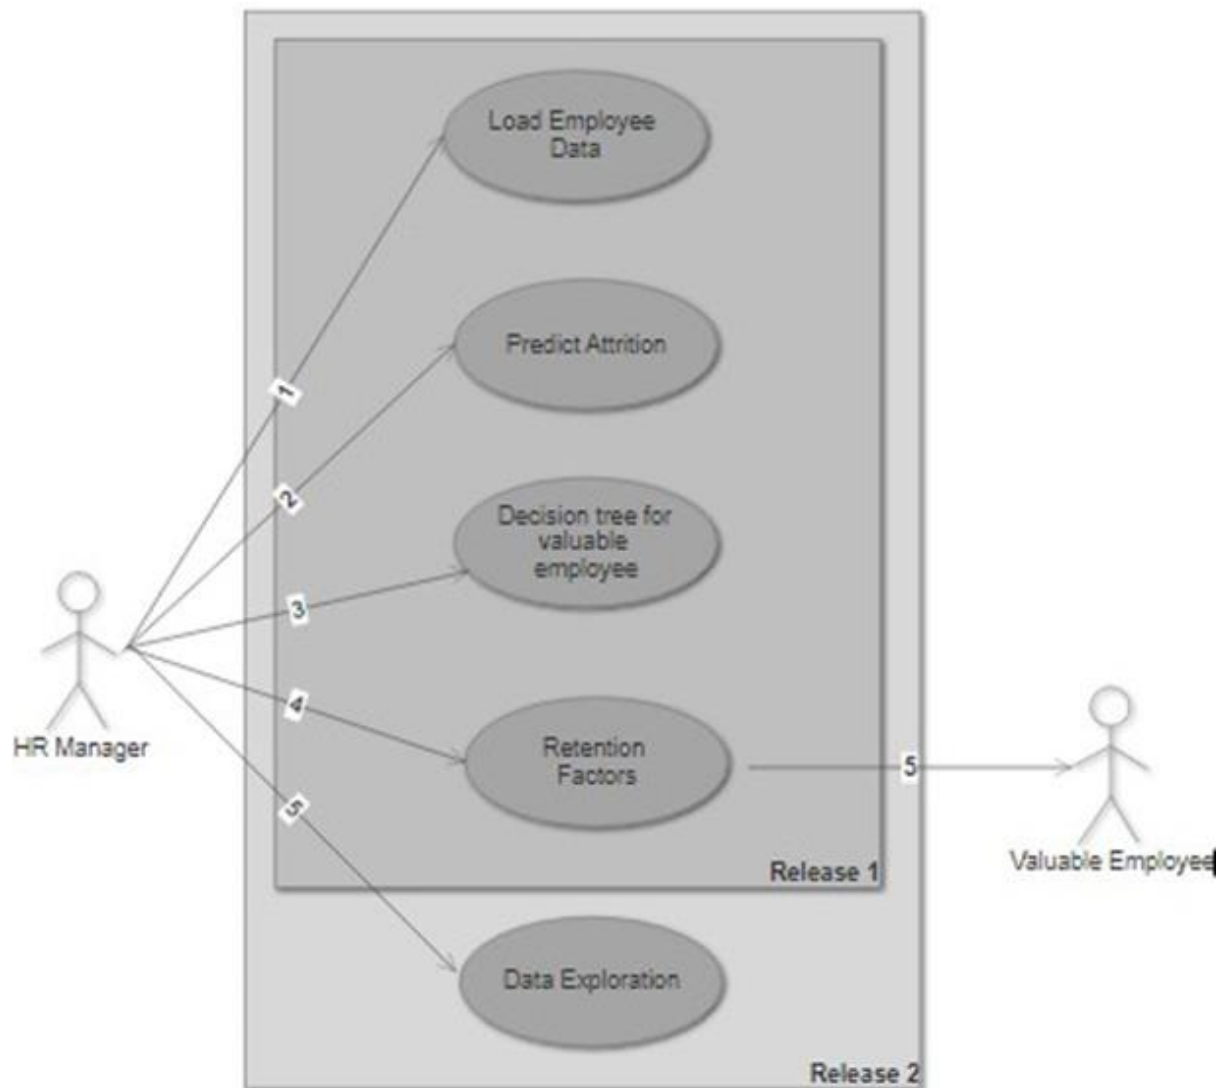 Load Employee
Data
1
Predict Attrition
2
Decision tree for
valuable
employee
3
HR Manager
4
Retention
Factors
5
5
Valuable Employee
Release 1
Data Exploration
Release 2